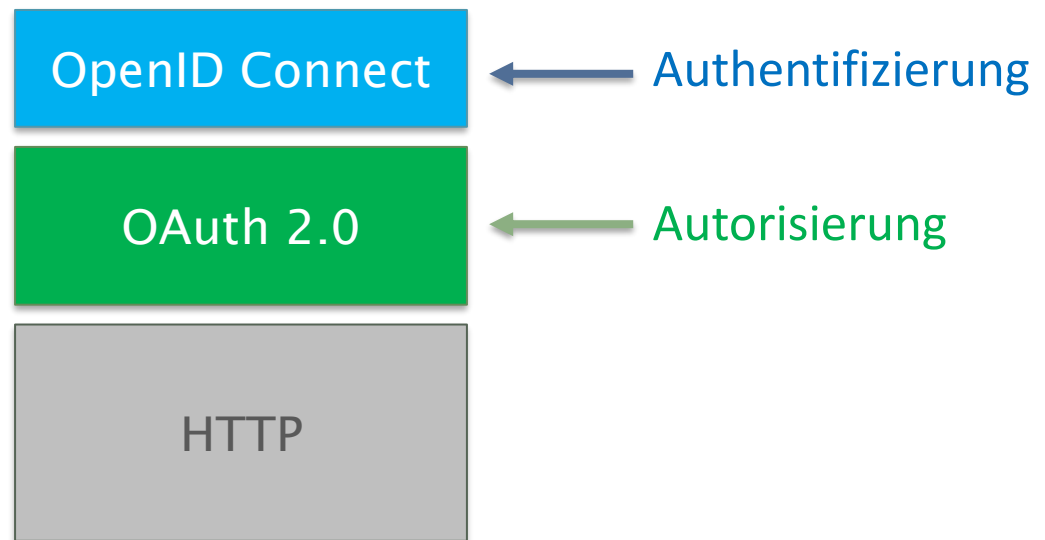 OpenID Connect
Authentifizierung
OAuth 2.0
Autorisierung
HTTP